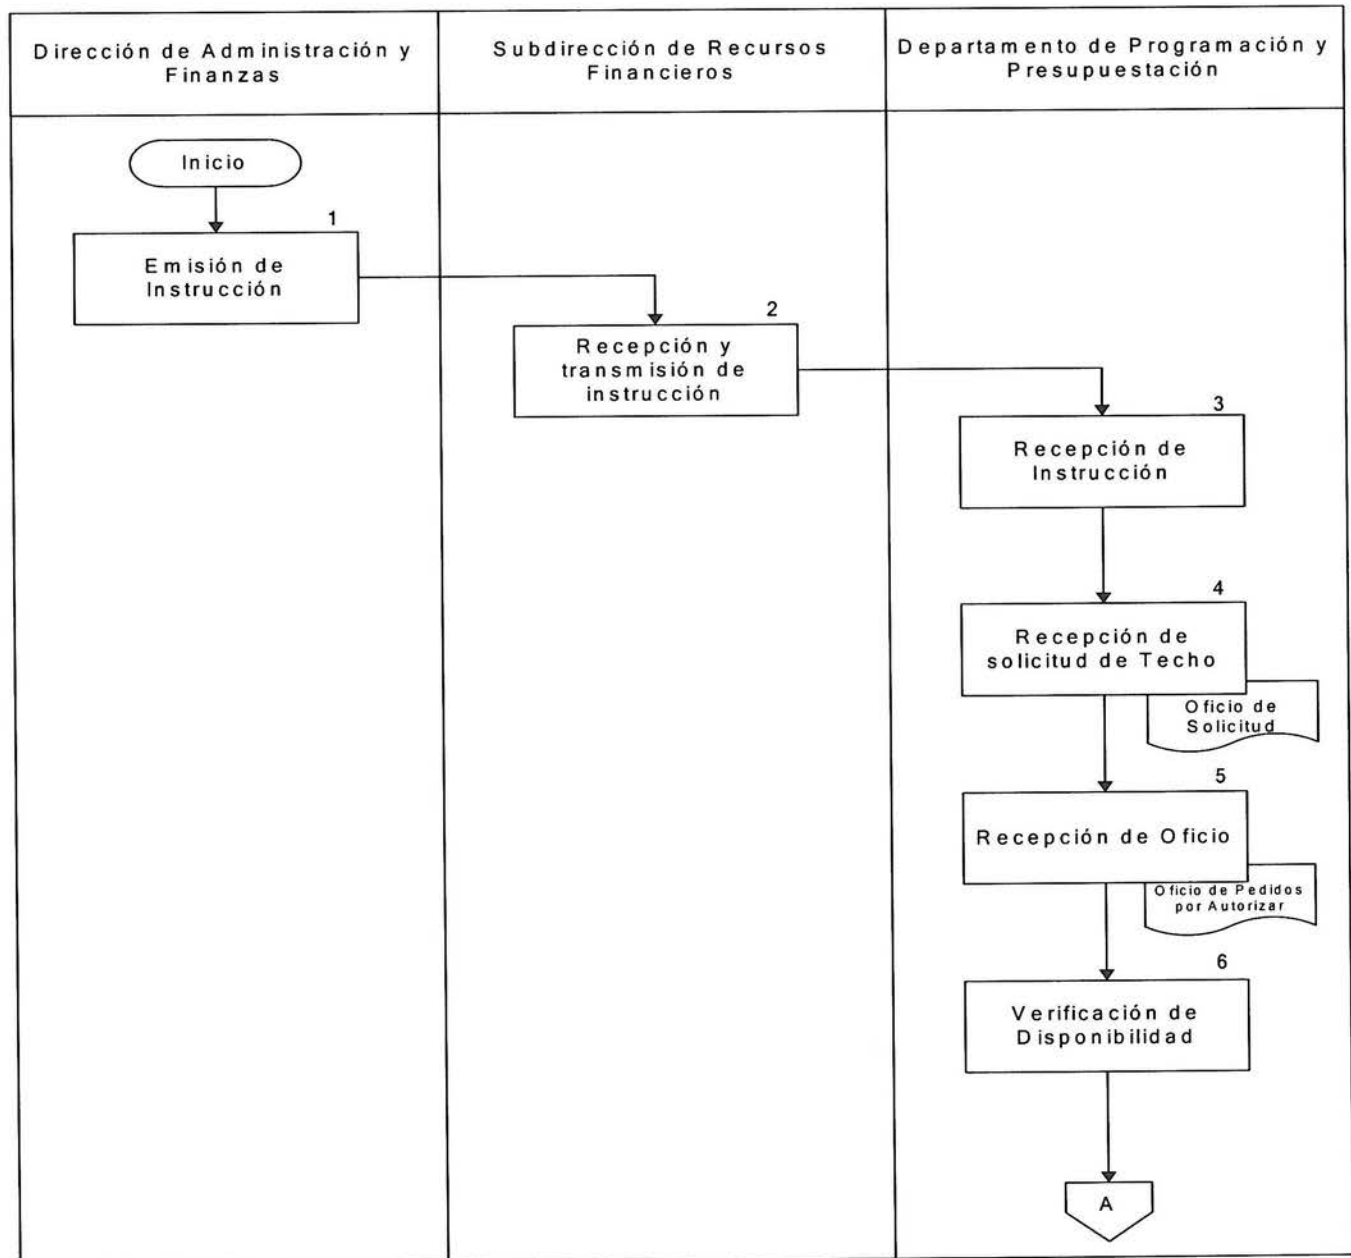 Dirección de Administración y
Finanzas
Subdirección de Recursos
Financieros
Departamento de Programación y
Presupuestación
Inicio
1
Emisión de
Instrucción
2
Recepción y
transmisión de
instrucción
3
Recepción de
Instrucción
4
Recepción de
solicitud de Techo
Oficio de
Solicitud
5
Recepción de Oficio
Oficio de Pedidos
por Autorizar
6
Verificación de
Disponibilidad
A